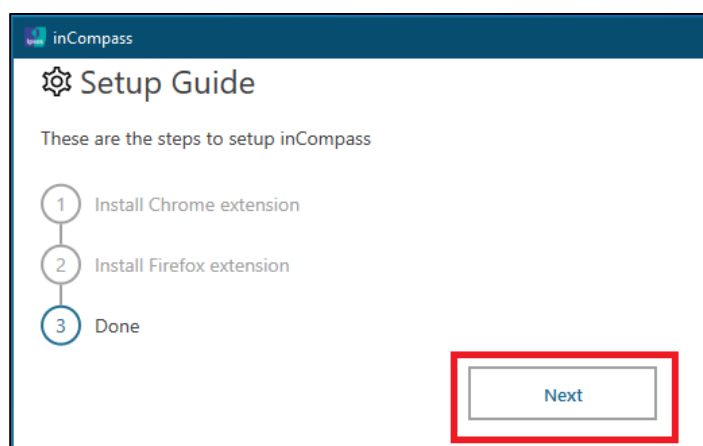 Ipsos
inCompass
Setup Guide
These are the steps to setup inCompass
1 Install Chrome extension
2 Install Firefox extension
3 Done
Next